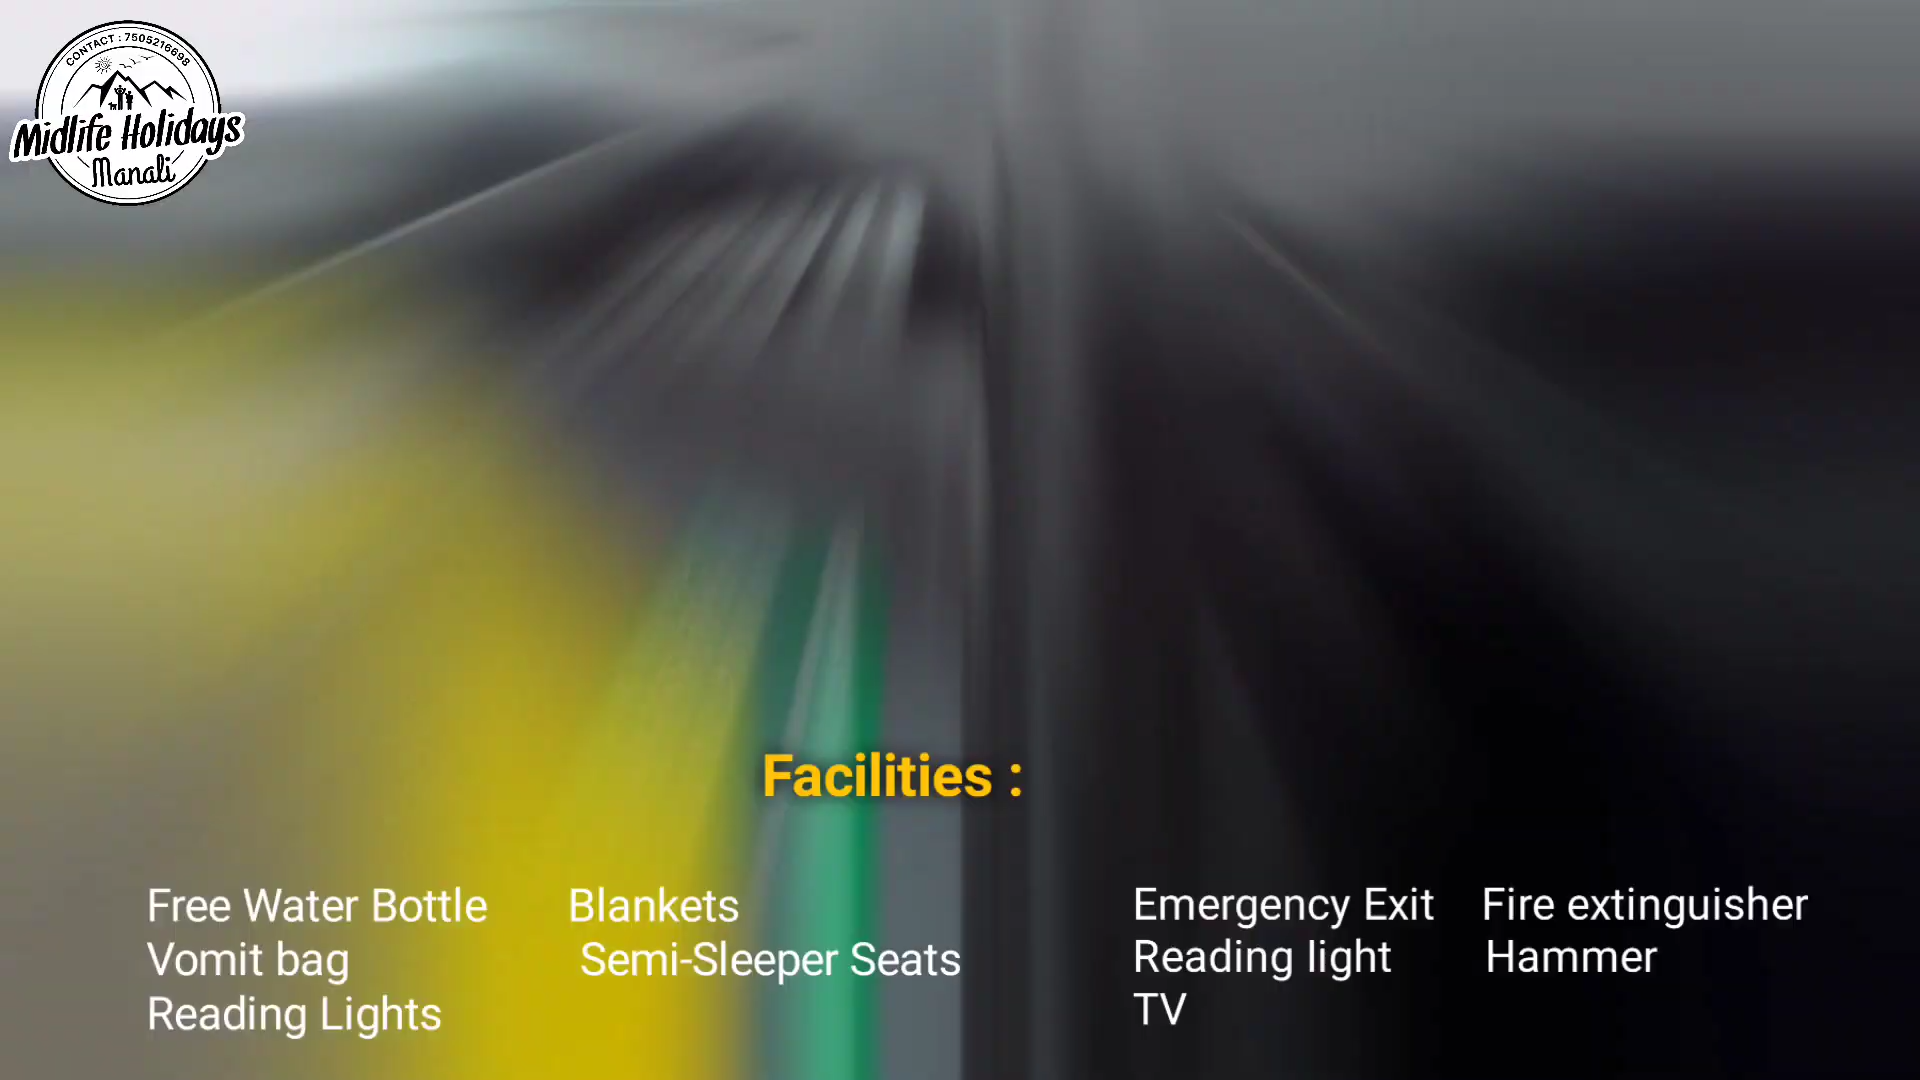 CONTACT : 7505216698
Midlife Holidays
Manali
Facilities :
Free Water Bottle Blankets
Vomit bag Semi-Sleeper Seats
Reading Lights
Emergency Exit Fire extinguisher
Reading light Hammer
TV